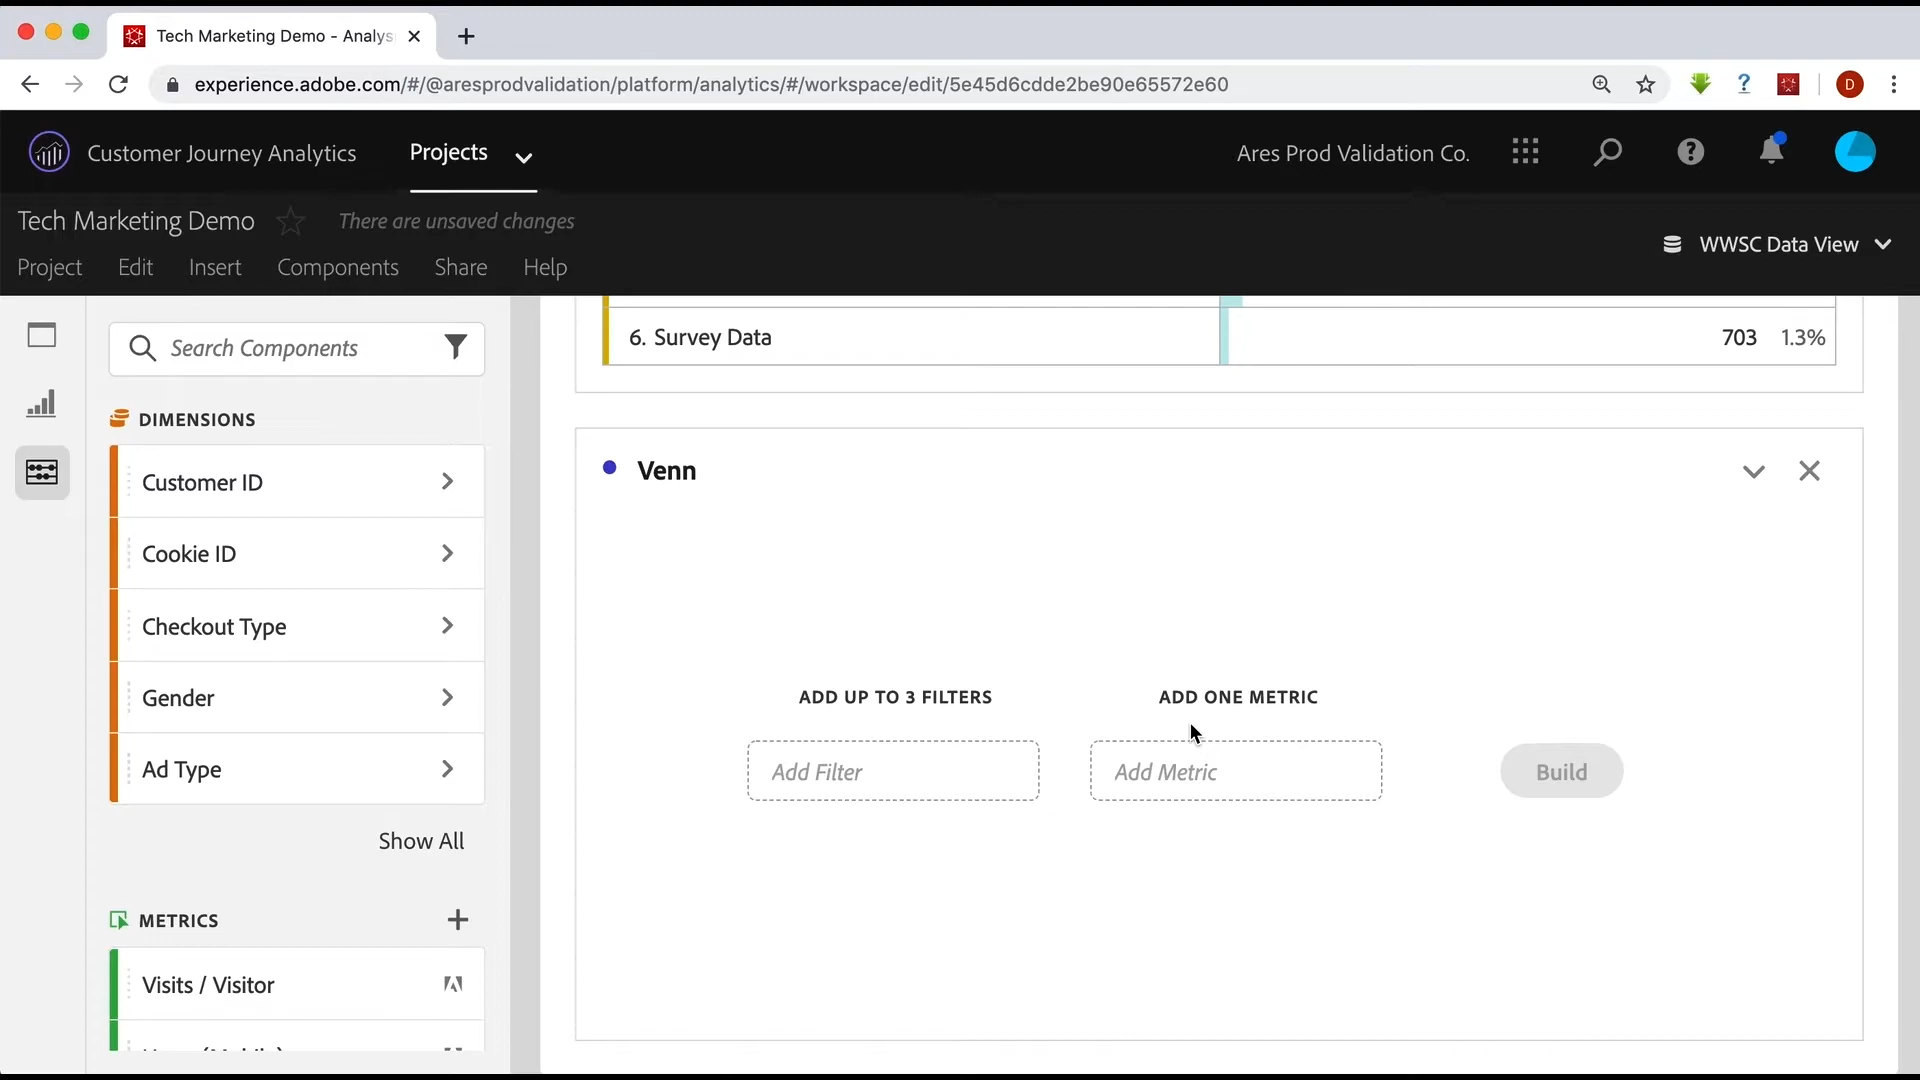 Tech Marketing Demo - Analys
experience.adobe.com/#/@aresprodvalidation/platform/analytics/#/workspace/edit/5e45d6cdde2be90e65572e60
?
D
Customer Journey Analytics
Projects
Ares Prod Validation Co.
?
Tech Marketing Demo
There are unsaved changes
WWSC Data View
Project
Edit
Insert
Components
Share
Help
Search Components
6. Survey Data
703
1.3%
DIMENSIONS
Customer ID
Cookie ID
Checkout Type
Gender
Ad Type
Show All
METRICS
Visits / Visitor
Venn
ADD UP TO 3 FILTERS
ADD ONE METRIC
Add Filter
Add Metric
Build